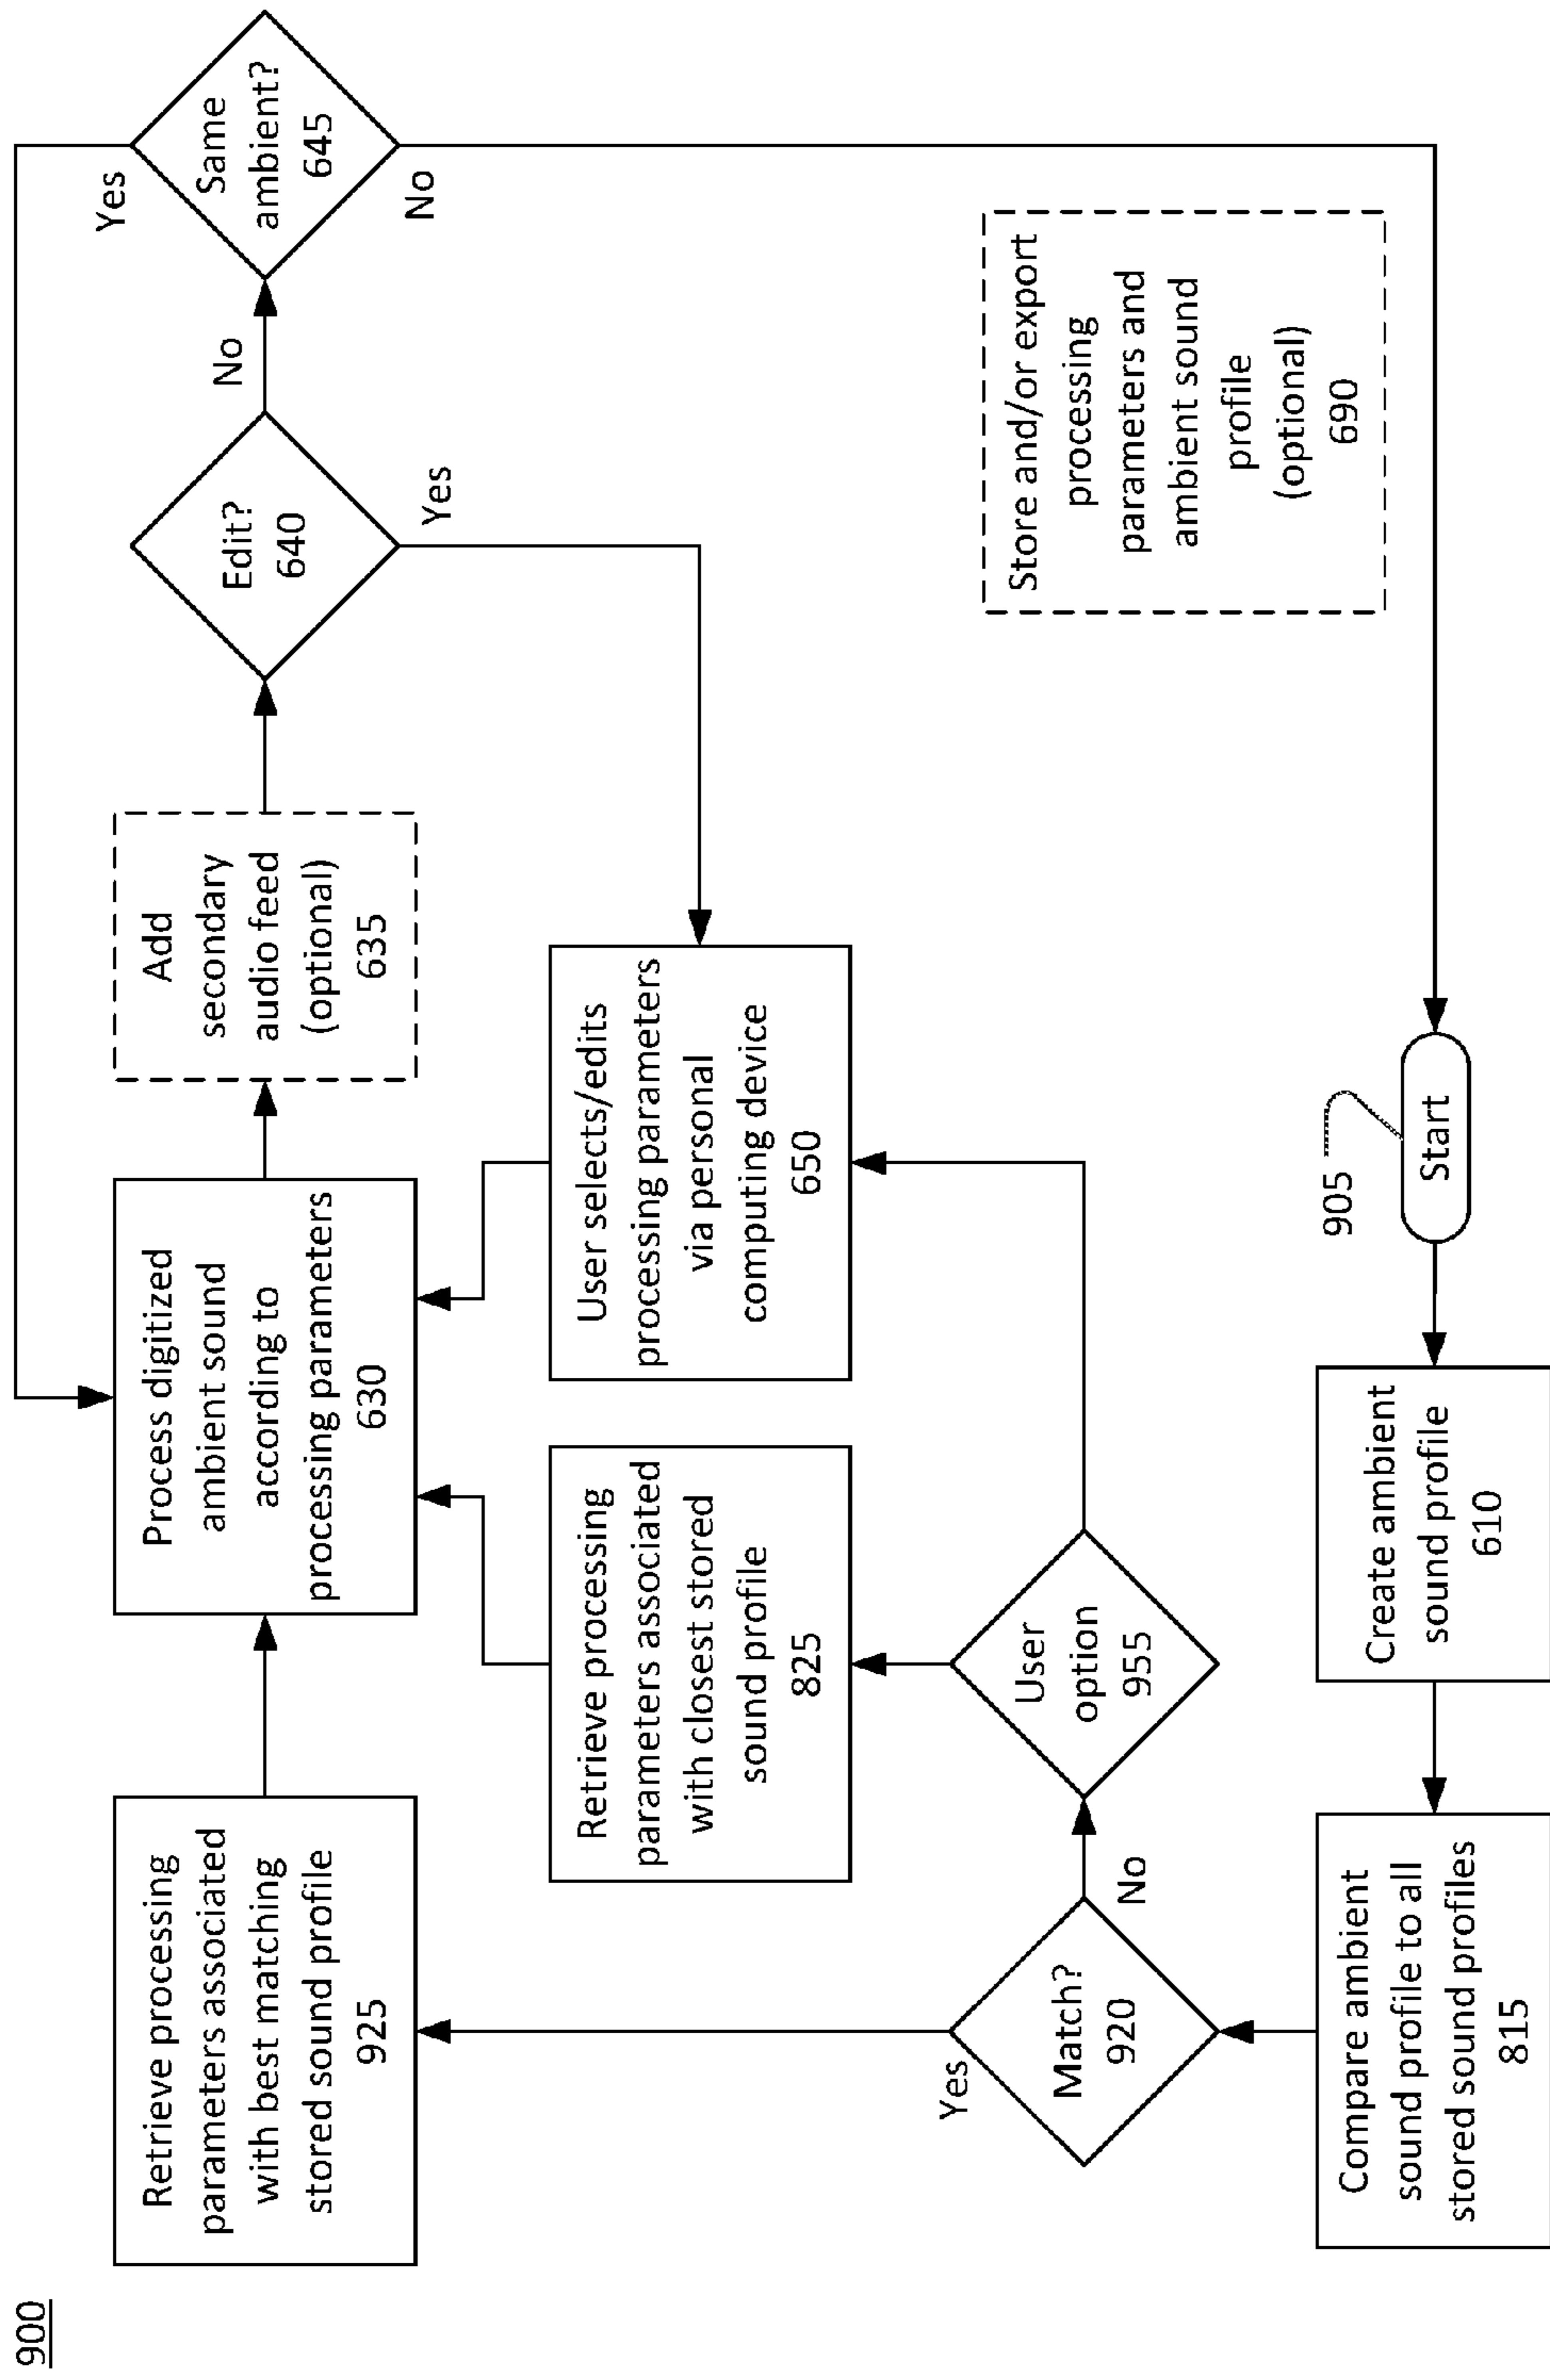 900
Retrieve processing
parameters associated
with best matching
stored sound profile
925
Process digitized
ambient sound
according to
processing parameters
630
Add
secondary
audio feed
(optional)
635
Edit?
640
No
Yes
Same
ambient?
645
Yes
No
Retrieve processing
parameters associated
with closest stored
sound profile
825
User selects/edits
processing parameters
via personal
computing device
650
Yes
Match?
920
No
User
option
955
Store and/or export
processing
parameters and
ambient sound
profile
(optional)
690
Compare ambient
sound profile to all
stored sound profiles
815
Create ambient
sound profile
610
905
Start